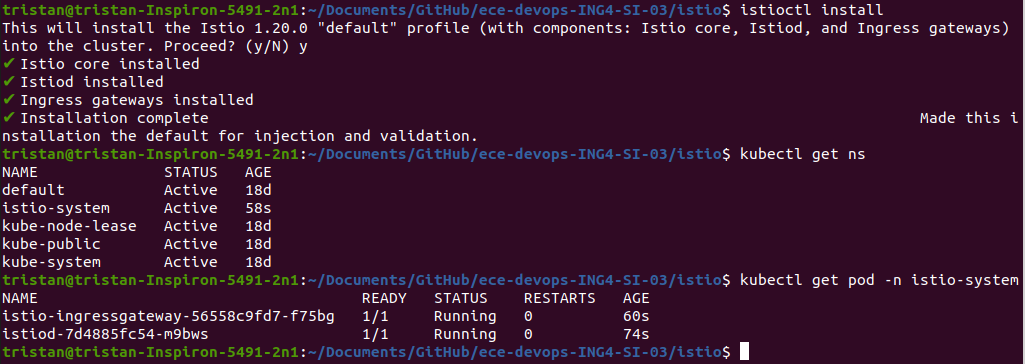 tristan@tristan-Inspiron-5491-2n1:~/Documents/GitHub/ece-devops-ING4-SI-03/istio$ istioctl install
This will install the Istio 1.20.0 "default" profile (with components: Istio core, Istiod, and Ingress gateways)
into the cluster. Proceed? (y/N) y
✔ Istio core installed
✔ Istiod installed
✔ Ingress gateways installed
✔ Installation complete                                                                                Made this i
nstallation the default for injection and validation.
tristan@tristan-Inspiron-5491-2n1:~/Documents/GitHub/ece-devops-ING4-SI-03/istio$ kubectl get ns
NAME              STATUS   AGE
default           Active   18d
istio-system      Active   58s
kube-node-lease   Active   18d
kube-public       Active   18d
kube-system       Active   18d
tristan@tristan-Inspiron-5491-2n1:~/Documents/GitHub/ece-devops-ING4-SI-03/istio$ kubectl get pod -n istio-system
NAME                                    READY   STATUS    RESTARTS   AGE
istio-ingressgateway-56558c9fd7-f75bg   1/1     Running   0          60s
istiod-7d4885fc54-m9bws                 1/1     Running   0          74s
tristan@tristan-Inspiron-5491-2n1:~/Documents/GitHub/ece-devops-ING4-SI-03/istio$